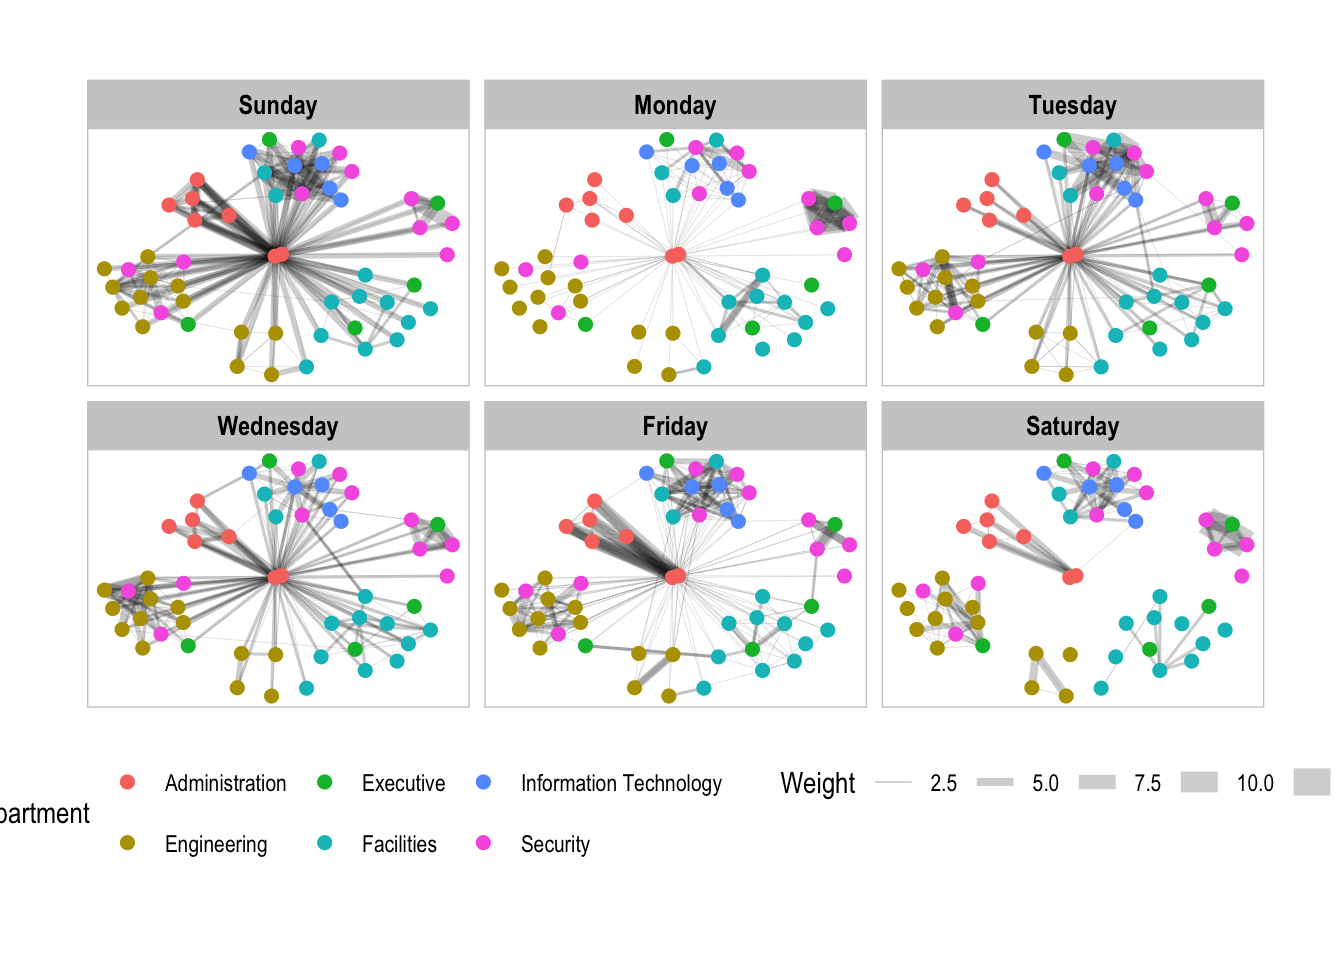 Sunday
Monday
Tuesday
Wednesday
Friday
Saturday
partment
Administration
Executive
Information Technology
Engineering
Facilities
Security
Weight
2.5
5.0
7.5
10.0